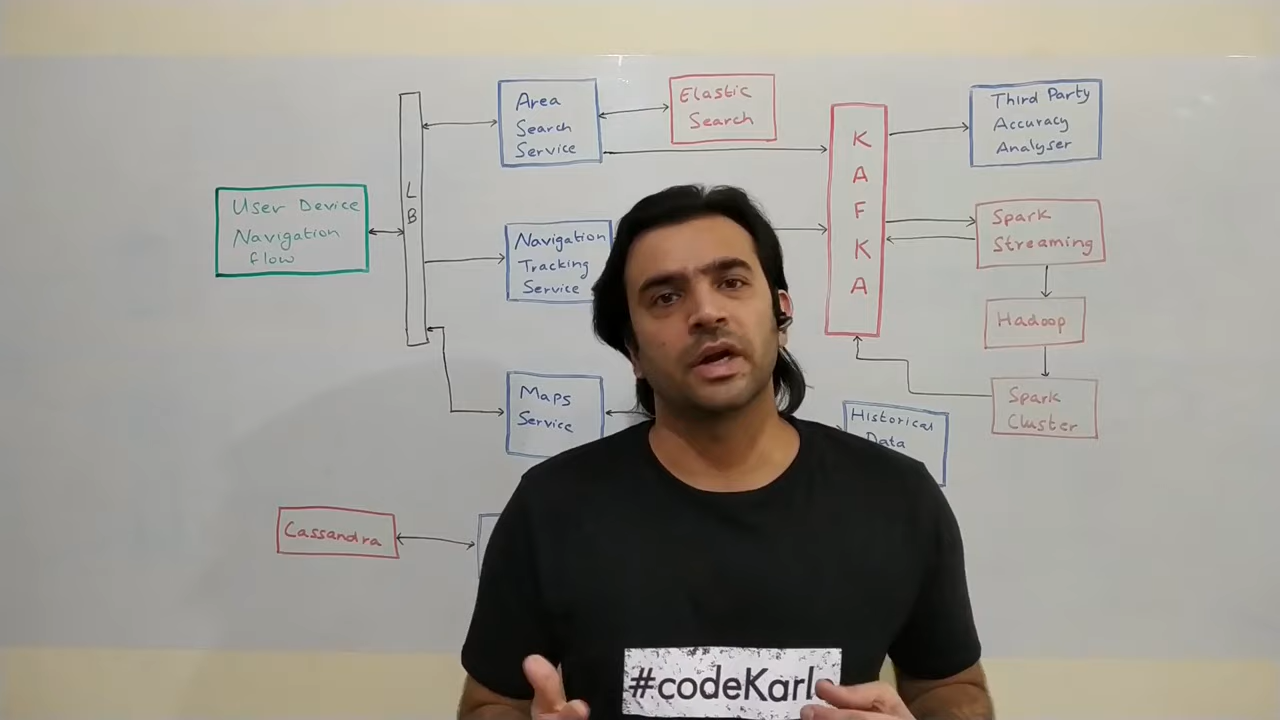 Area
Search
Service
Elastic
Search
K
A
F
K
A
Third Party
Accuracy
Analyser
User Device
Navigation
flow
L
B
Navigation
Tracking
Service
Spark
Streaming
Hadoop
Maps
Service
Historical
Data
Spark
Cluster
Cassandra